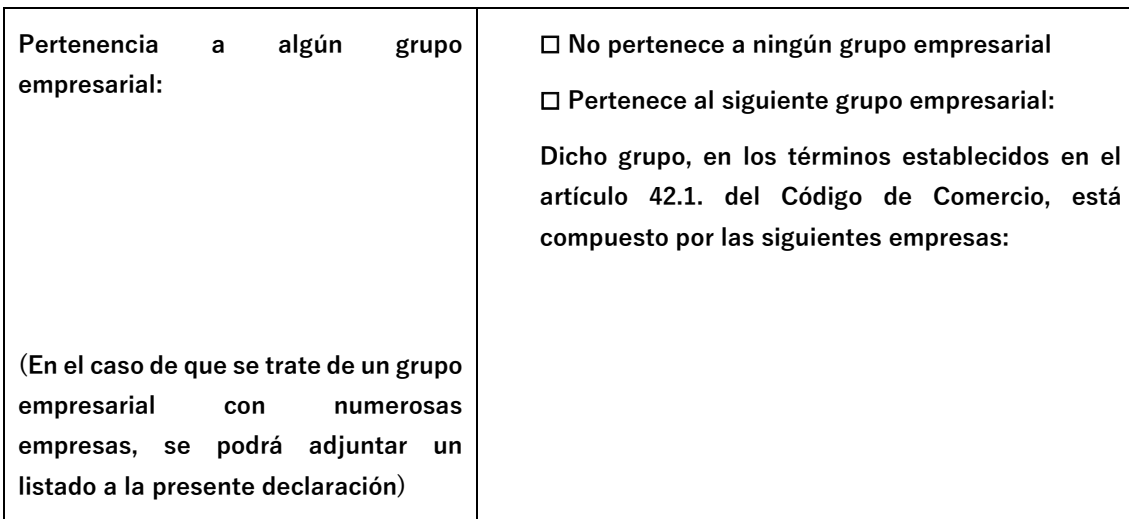 Pertenencia a algún grupo
empresarial:
(En el caso de que se trate de un grupo
empresarial con numerosas
empresas, se podrá adjuntar un
listado a la presente declaración)
☐ No pertenece a ningún grupo empresarial
☐ Pertenece al siguiente grupo empresarial:
Dicho grupo, en los términos establecidos en el
artículo 42.1. del Código de Comercio, está
compuesto por las siguientes empresas: